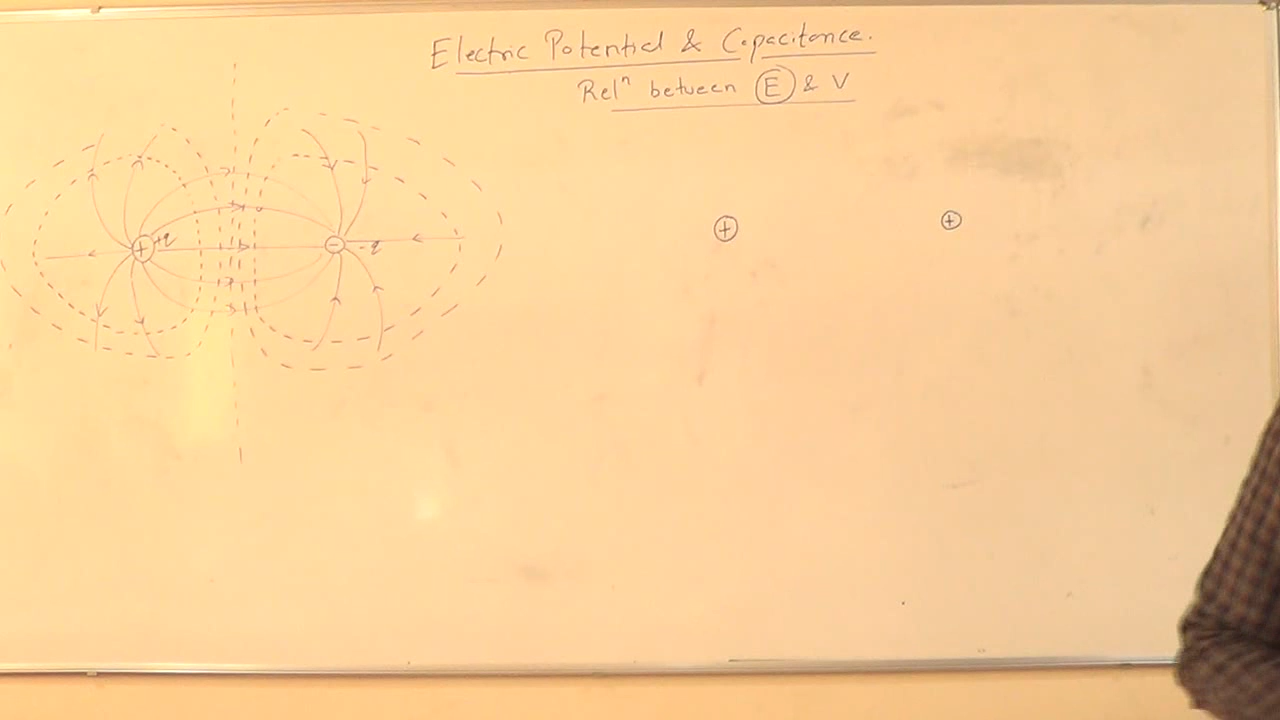 Electric Potential & Capacitance.
Relⁿ between E & V
+ +q - -q
+ +